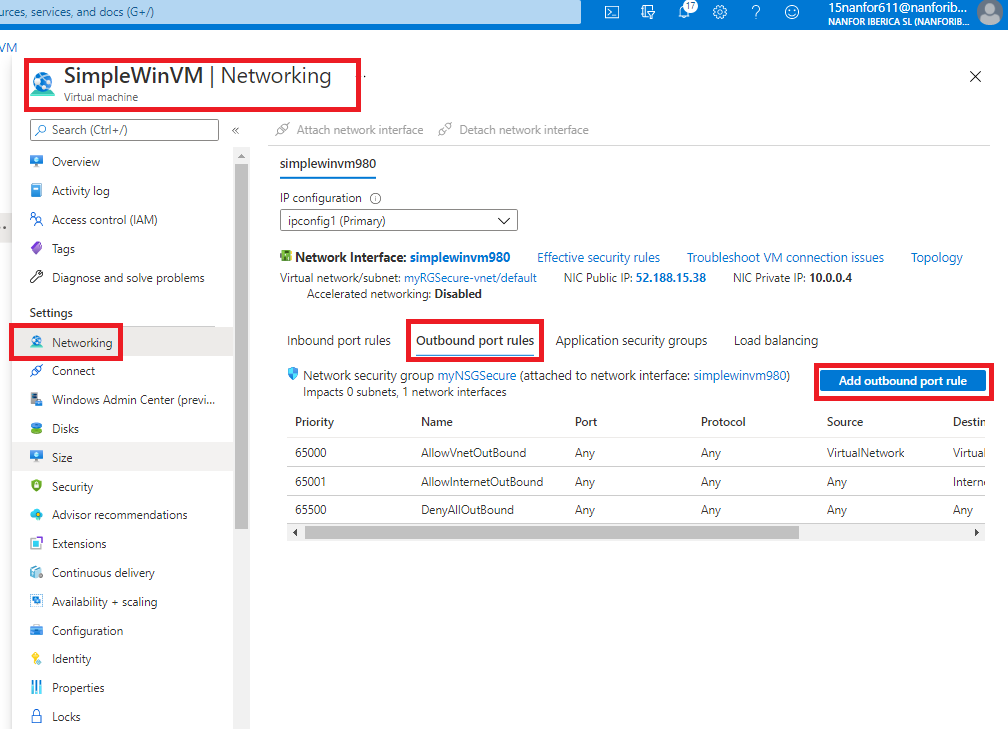 urces, services, and docs (G+/)
17
15nanfor611@nanforib...
NANFOR IBERICA SL (NANFORIB...
VM
SimpleWinVM | Networking
Virtual machine
Search (Ctrl+/)
«
Attach network interface
Detach network interface
Overview
Activity log
Access control (IAM)
Tags
Diagnose and solve problems
Settings
Networking
Connect
Windows Admin Center (previ...
Disks
Size
Security
Advisor recommendations
Extensions
Continuous delivery
Availability + scaling
Configuration
Identity
Properties
Locks
simplewinvm980
IP configuration
ipconfig1 (Primary)
Network Interface: simplewinvm980 Effective security rules Troubleshoot VM connection issues Topology
Virtual network/subnet: myRGSecure-vnet/default NIC Public IP: 52.188.15.38 NIC Private IP: 10.0.0.4
Accelerated networking: Disabled
Inbound port rules Outbound port rules Application security groups Load balancing
Network security group myNSGSecure (attached to network interface: simplewinvm980)
Impacts 0 subnets, 1 network interfaces
Add outbound port rule
Priority Name Port Protocol Source Destin
65000 AllowVnetOutBound Any Any VirtualNetwork Virtual
65001 AllowInternetOutBound Any Any Any Intern
65500 DenyAllOutBound Any Any Any Any